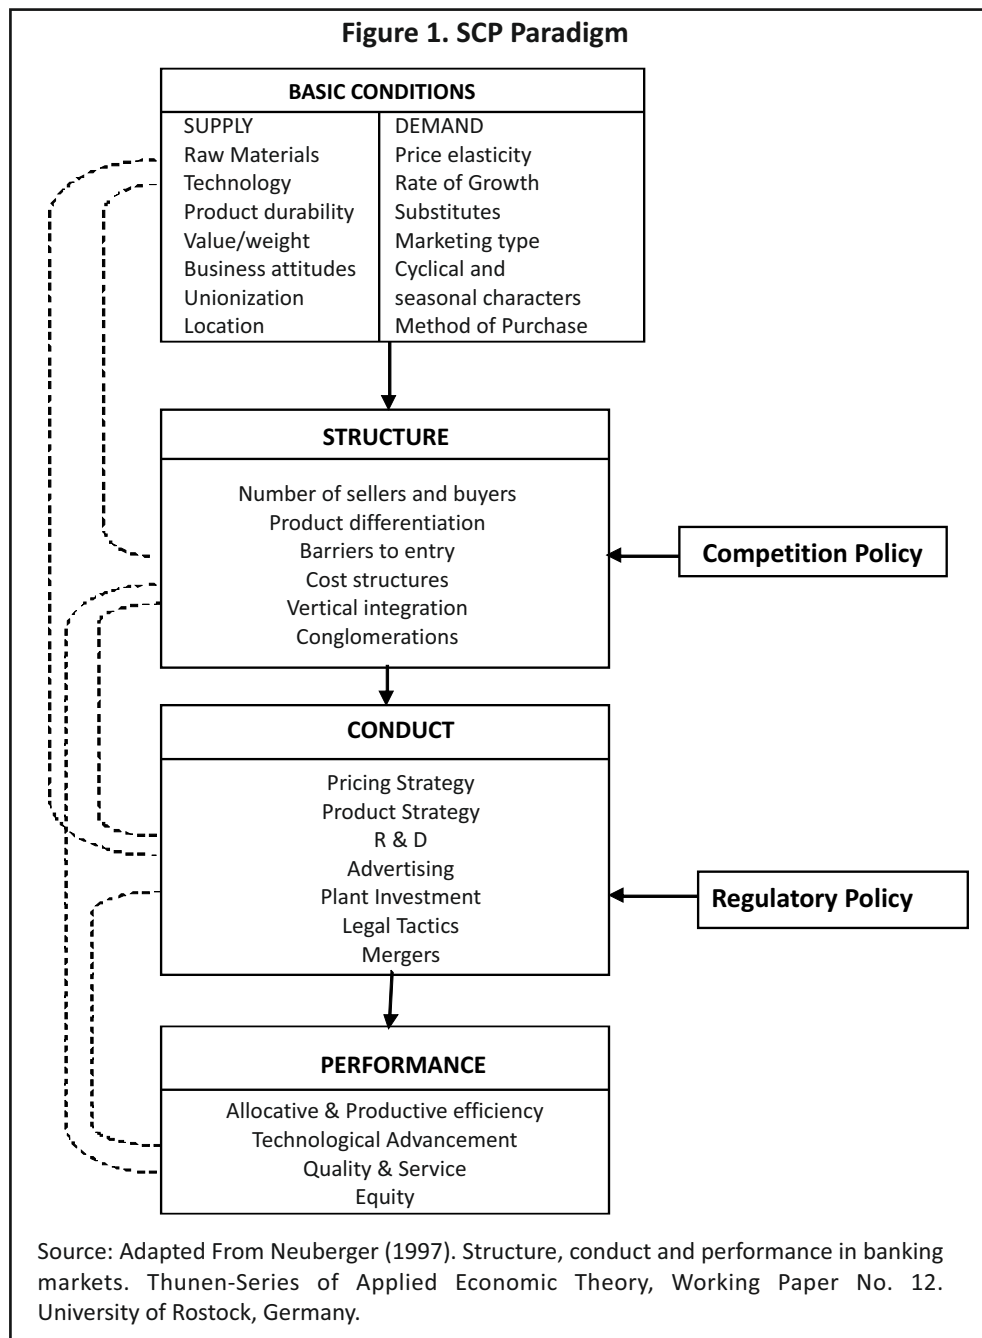 Figure 1. SCP Paradigm
BASIC CONDITIONS
SUPPLY
Raw Materials
Technology
Product durability
Value/weight
Business attitudes
Unionization
Location
DEMAND
Price elasticity
Rate of Growth
Substitutes
Marketing type
Cyclical and
seasonal characters
Method of Purchase
STRUCTURE
Number of sellers and buyers
Product differentiation
Barriers to entry
Cost structures
Vertical integration
Conglomerations
Competition Policy
CONDUCT
Pricing Strategy
Product Strategy
R & D
Advertising
Plant Investment
Legal Tactics
Mergers
Regulatory Policy
PERFORMANCE
Allocative & Productive efficiency
Technological Advancement
Quality & Service
Equity
Source: Adapted From Neuberger (1997). Structure, conduct and performance in banking
markets. Thunen-Series of Applied Economic Theory, Working Paper No. 12.
University of Rostock, Germany.